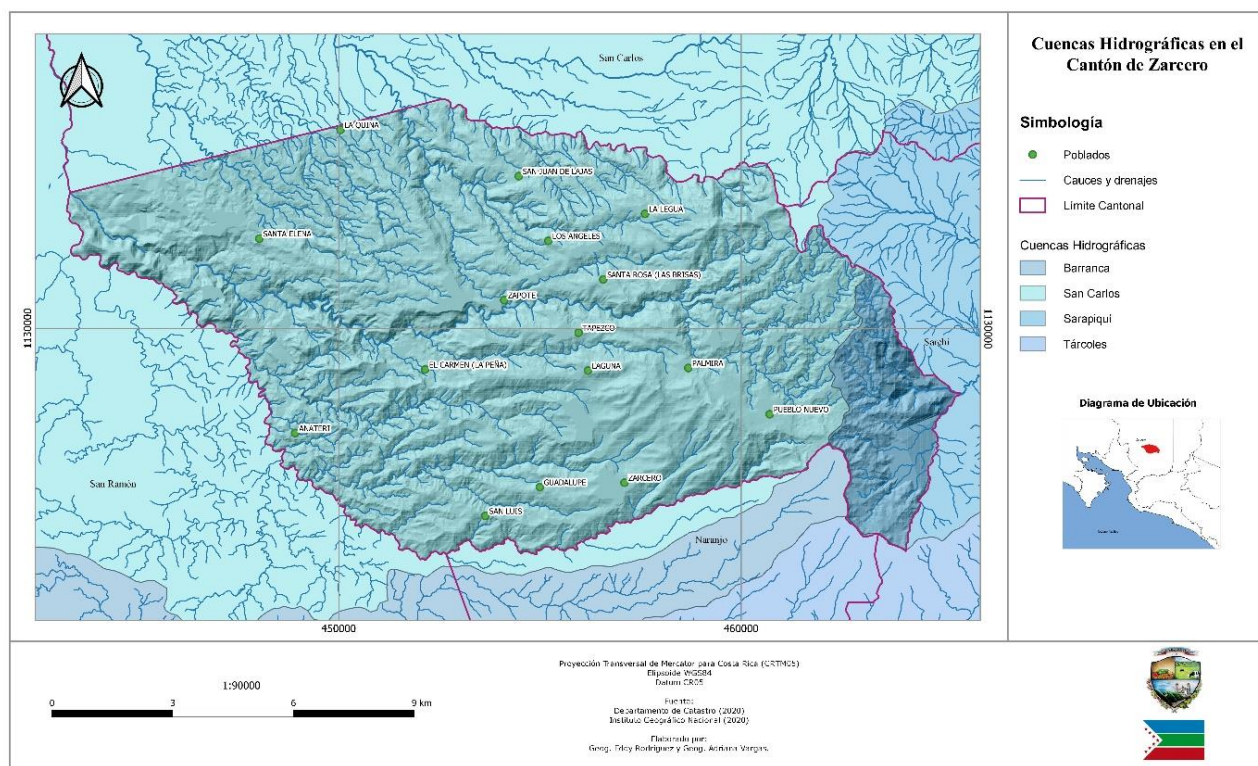 San Carlos
LA QUINA
SAN JUAN DE LAJAS
LA LEGUA
SANTA ELENA
LOS ANGELES
SANTA ROSA (LAS BRISAS)
ZAPOTE
TAPEZCO
EL CARMEN (LA PEÑA)
LAGUNA
PALMIRA
PUEBLO NUEVO
ANATERI
GUADALUPE
ZARCERO
SAN LUIS
San Ramón
Naranjo
Sarchí
1130000
1130000
450000
460000
Cuencas Hidrográficas en el
Cantón de Zarcero
Simbología
Poblados
Cauces y drenajes
Límite Cantonal
Cuencas Hidrográficas
Barranca
San Carlos
Sarapiquí
Tárcoles
Diagrama de Ubicación
1:90000
0 3 6 9 km
Proyección Transversal de Mercator para Costa Rica (CRTM05)
Elipsoide WGS84
Datum CR05
Fuente:
Departamento de Catastro (2020)
Instituto Geográfico Nacional (2020)
Elaborado por:
Geog. Rodríguez y Geog. Adriana Vargas.